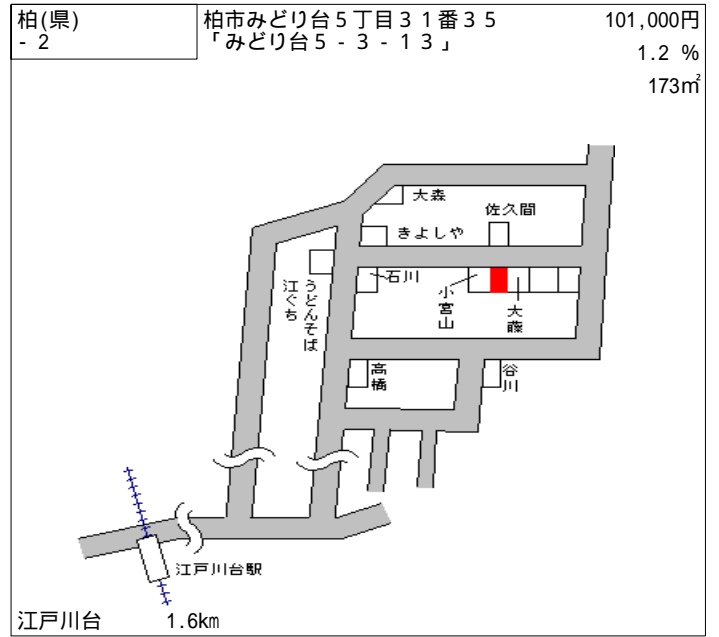 柏(県)
- 2
柏市みどり台５丁目３１番３５
「みどり台５－３－１３」
101,000円
1.2 %
173㎡
大森
佐久間
きよしや
石川
小宮山
大藤
うどんそば
江ぐち
高橋
谷川
江戸川台駅
江戸川台 1.6km